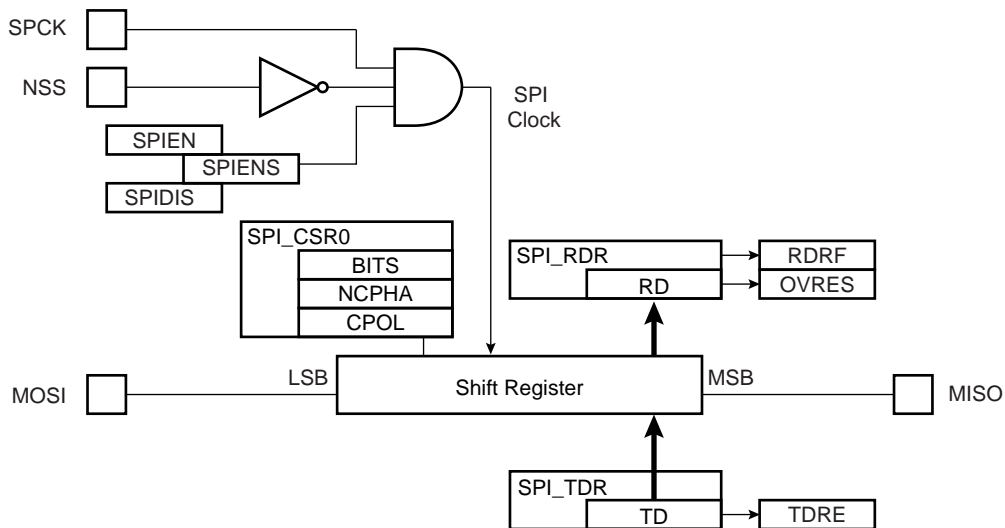 SPCK
NSS
SPI
Clock
SPIEN
SPIENS
SPIDIS
SPI_CSR0
BITS
NCPHA
CPOL
SPI_RDR
RD
RDRF
OVRES
MOSI
LSB
Shift Register
MSB
MISO
SPI_TDR
TD
TDRE